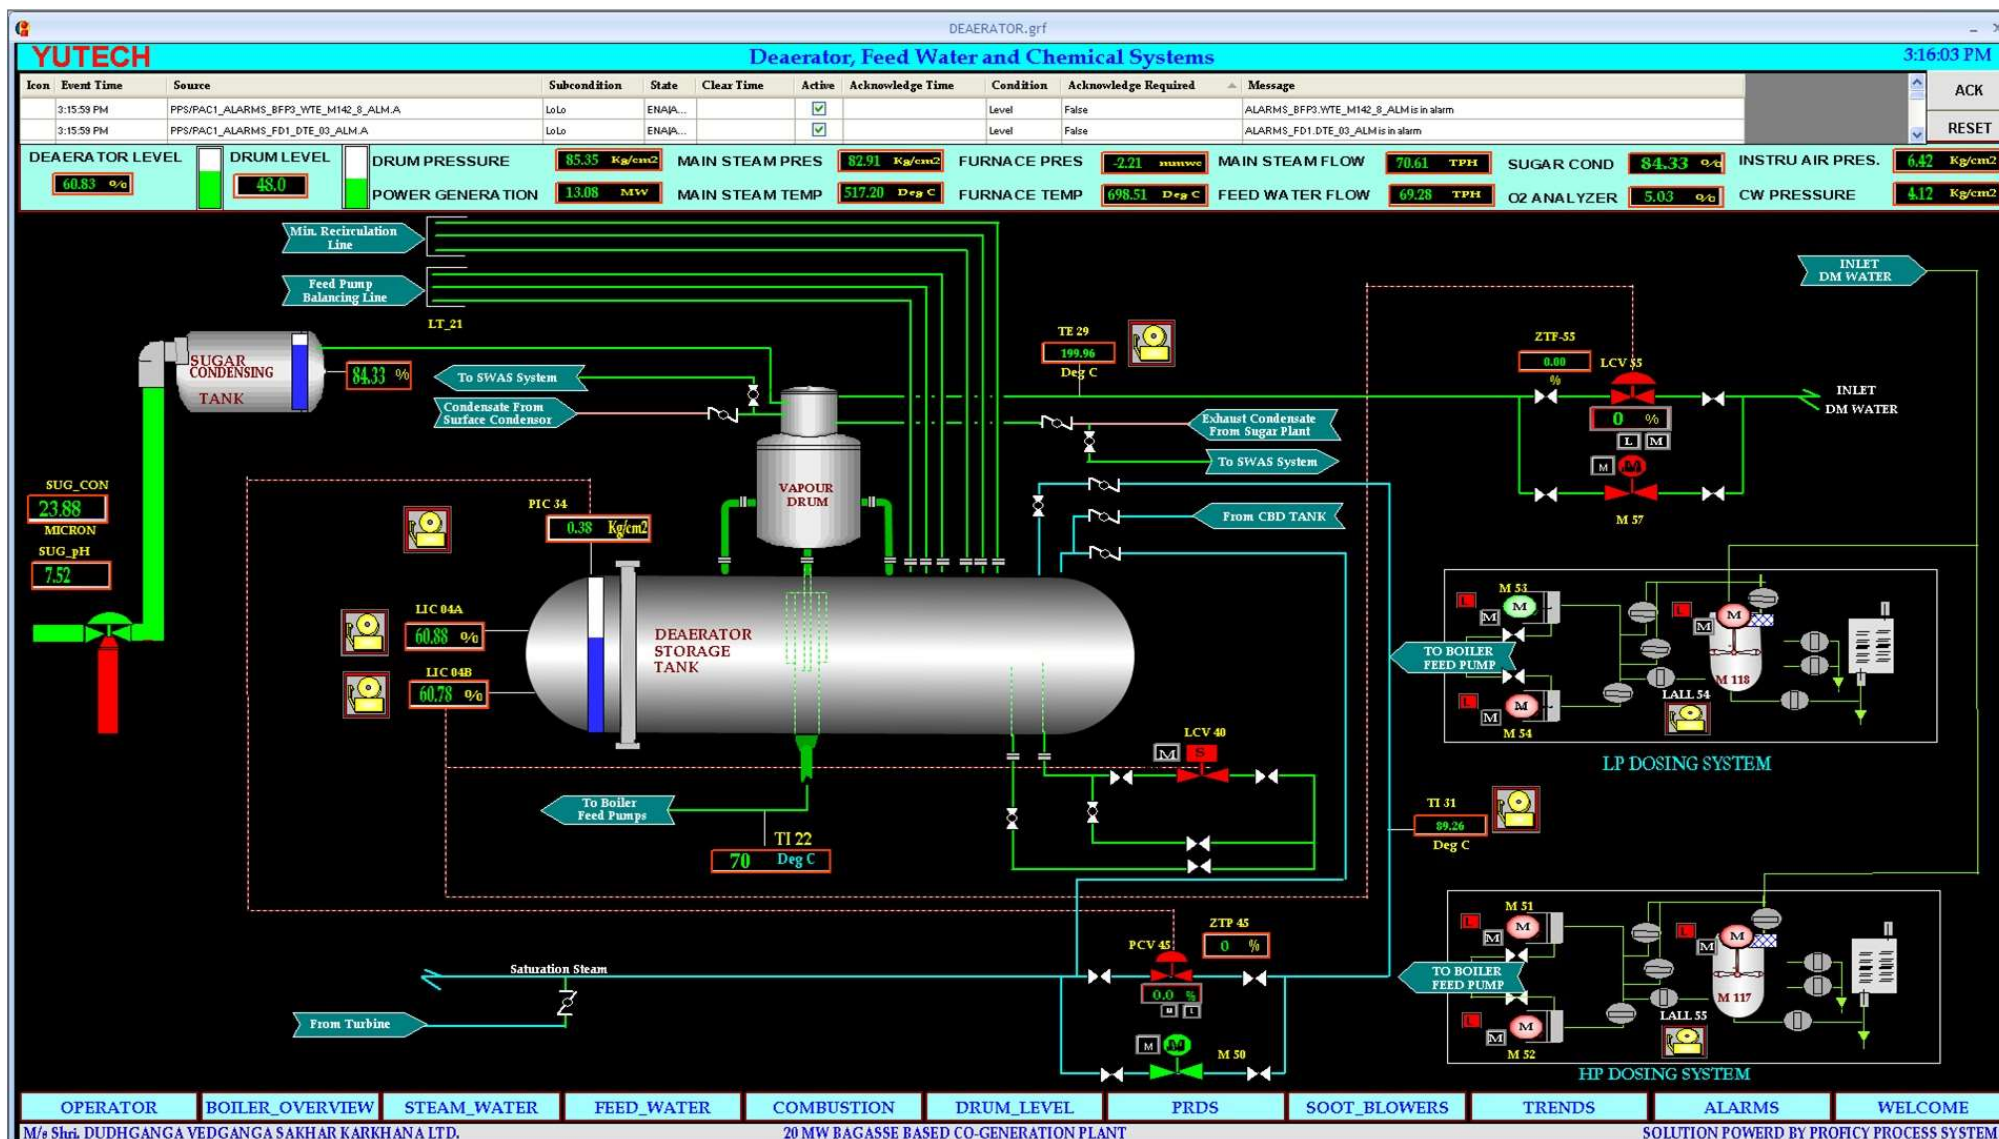 DEAERATOR.grf
YUTECH
Deaerator, Feed Water and Chemical Systems
3:16:03 PM
Icon Event Time Source Subcondition State Clear Time Active Acknowledge Time Condition Acknowledge Required Message
3:15:59 PM PPS/PAC1_ALARMS_BFP3_WTE_M142_8_ALM.A LoLo ENA|A... Level False ALARMS_BFP3.WTE_M142_8_ALM is in alarm
3:15:59 PM PPS/PAC1_ALARMS_FD1_DTE_03_ALM.A LoLo ENA|A... Level False ALARMS_FD1.DTE_03_ALM is in alarm
ACK
RESET
DEAERATOR LEVEL DRUM LEVEL DRUM PRESSURE 85.35 Kg/cm2 MAIN STEAM PRES 82.91 Kg/cm2 FURNACE PRES -2.21 mmwc MAIN STEAM FLOW 70.61 TPH SUGAR COND 84.33 % INSTRU AIR PRES. 6.42 Kg/cm2
60.83 % 48.0 POWER GENERATION 13.08 MW MAIN STEAM TEMP 517.20 Deg C FURNACE TEMP 698.51 Deg C FEED WATER FLOW 69.28 TPH O2 ANALYZER 5.03 % CW PRESSURE 4.12 Kg/cm2
Min. Recirculation
Line
Feed Pump
Balancing Line
INLET
DM WATER
LT_21
SUGAR
CONDENSING
TANK
84.33 %
To SWAS System
Condensate From
Surface Condensor
TE 29
199.96
Deg C
Exhaust Condensate
From Sugar Plant
To SWAS System
From CBD TANK
ZTF-55
0.00
%
LCV 55
0 %
L M
M M
M 57
INLET
DM WATER
SUG_CON
23.88
MICRON
SUG_pH
7.52
VAPOUR
DRUM
PIC 34
0.38 Kg/cm2
LIC 04A
60.88 %
LIC 04B
60.78 %
DEAERATOR
STORAGE
TANK
LCV 40
M S
To Boiler
Feed Pumps
TI 22
70 Deg C
M 53
L M M
TO BOILER
FEED PUMP
L M M
M 54
L M M
M 118
LALL 54
LP DOSING SYSTEM
TI 31
89.26
Deg C
M 51
L M M
TO BOILER
FEED PUMP
L M M
M 52
L M M
M 117
LALL 55
HP DOSING SYSTEM
Saturation Steam
From Turbine
PCV 45
0.0 %
M L
ZTP 45
0 %
M M
M 50
OPERATOR BOILER_OVERVIEW STEAM_WATER FEED_WATER COMBUSTION DRUM_LEVEL PRDS SOOT_BLOWERS TRENDS ALARMS WELCOME
M/s Shri. DUDHGANGA VEDGANGA SAKHAR KARKHANA LTD. 20 MW BAGASSE BASED CO-GENERATION PLANT SOLUTION POWERD BY PROFICY PROCESS SYSTEM